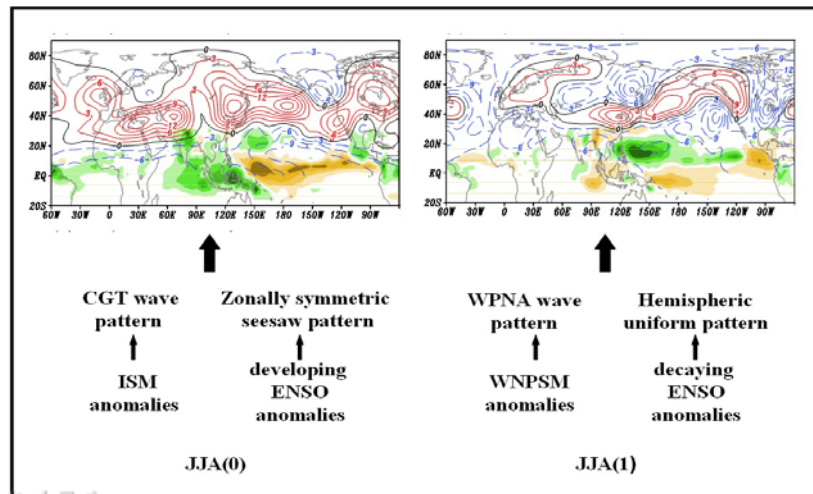 80N
60N
40N
20N
EQ
20S
60W 30W 0 30E 60E 90E 120E 150E 180 150W 120W 90W
80N
60N
40N
20N
EQ
20S
60W 30W 0 30E 60E 90E 120E 150E 180 150W 120W 90W
CGT wave
pattern
Zonally symmetric
seesaw pattern
ISM
anomalies
developing
ENSO
anomalies
JJA(0)
WPNA wave
pattern
Hemispheric
uniform pattern
WNPSM
anomalies
decaying
ENSO
anomalies
JJA(1)